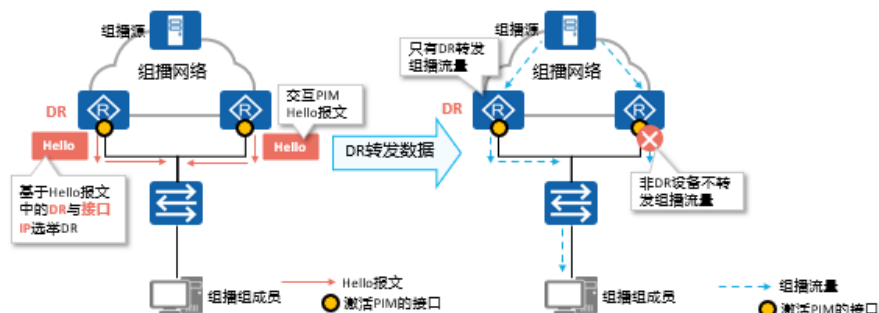 组播源
组播网络
交互PIM
Hello报文
DR
R
R
Hello
Hello
基于Hello报文
中的DR与接口
IP选举DR
组播组成员
Hello报文
激活PIM的接口
DR转发数据
组播源
只有DR转发
组播流量
组播网络
DR
R
R
非DR设备不转
发组播流量
组播组成员
组播流量
激活PIM的接口